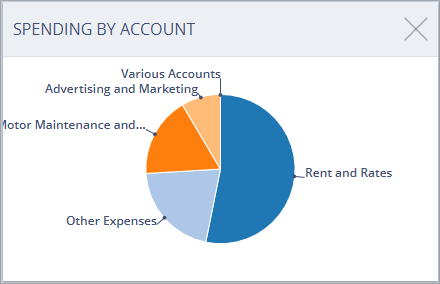 SPENDING BY ACCOUNT
Various Accounts
Advertising and Marketing
Motor Maintenance and...
Rent and Rates
Other Expenses